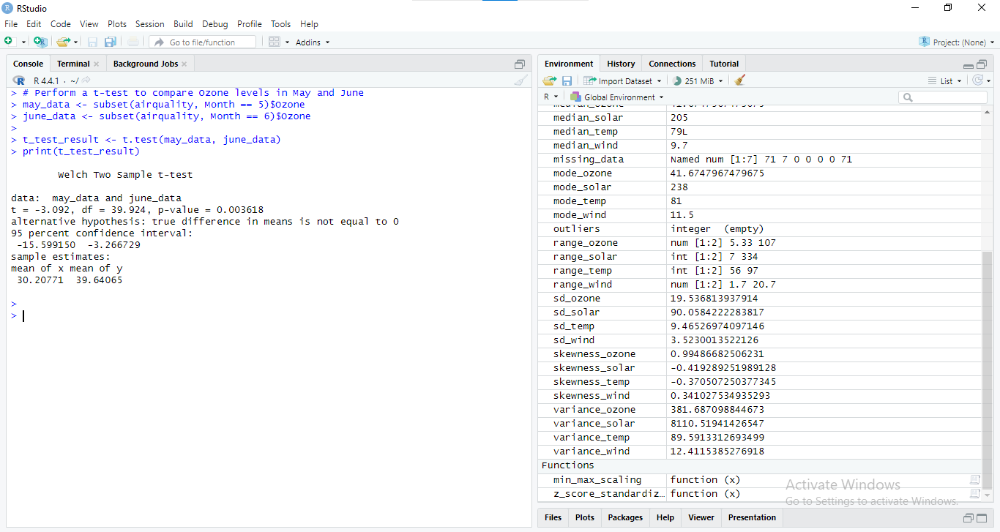 RStudio
File Edit Code View Plots Session Build Debug Profile Tools Help
Go to file/function Addins Project: (None)
Console Terminal Background Jobs
R 4.4.1 · ~/
> # Perform a t-test to compare Ozone levels in May and June
> may_data <- subset(airquality, Month == 5)$Ozone
> june_data <- subset(airquality, Month == 6)$Ozone
>
> t_test_result <- t.test(may_data, june_data)
> print(t_test_result)
Welch Two Sample t-test
data: may_data and june_data
t = -3.092, df = 39.924, p-value = 0.003618
alternative hypothesis: true difference in means is not equal to 0
95 percent confidence interval:
-15.599150 -3.266729
sample estimates:
mean of x mean of y
30.20771 39.64065
>
>
Environment History Connections Tutorial
Import Dataset 251 MiB List
R Global Environment
median_solar 205
median_temp 79L
median_wind 9.7
missing_data Named num [1:7] 71 7 0 0 0 0 71
mode_ozone 41.6747967479675
mode_solar 238
mode_temp 81
mode_wind 11.5
outliers integer (empty)
range_ozone num [1:2] 5.33 107
range_solar int [1:2] 7 334
range_temp int [1:2] 56 97
range_wind num [1:2] 1.7 20.7
sd_ozone 19.536813937914
sd_solar 90.0584222283817
sd_temp 9.46526974097146
sd_wind 3.5230013522126
skewness_ozone 0.99486682506231
skewness_solar -0.419289251989128
skewness_temp -0.370507250377345
skewness_wind 0.341027534935293
variance_ozone 381.687098844673
variance_solar 8110.51941426547
variance_temp 89.5913312693499
variance_wind 12.4115385276918
Functions
min_max_scaling function (x)
z_score_standardiz… function (x)
Activate Windows
Go to Settings to activate Windows.
Files Plots Packages Help Viewer Presentation